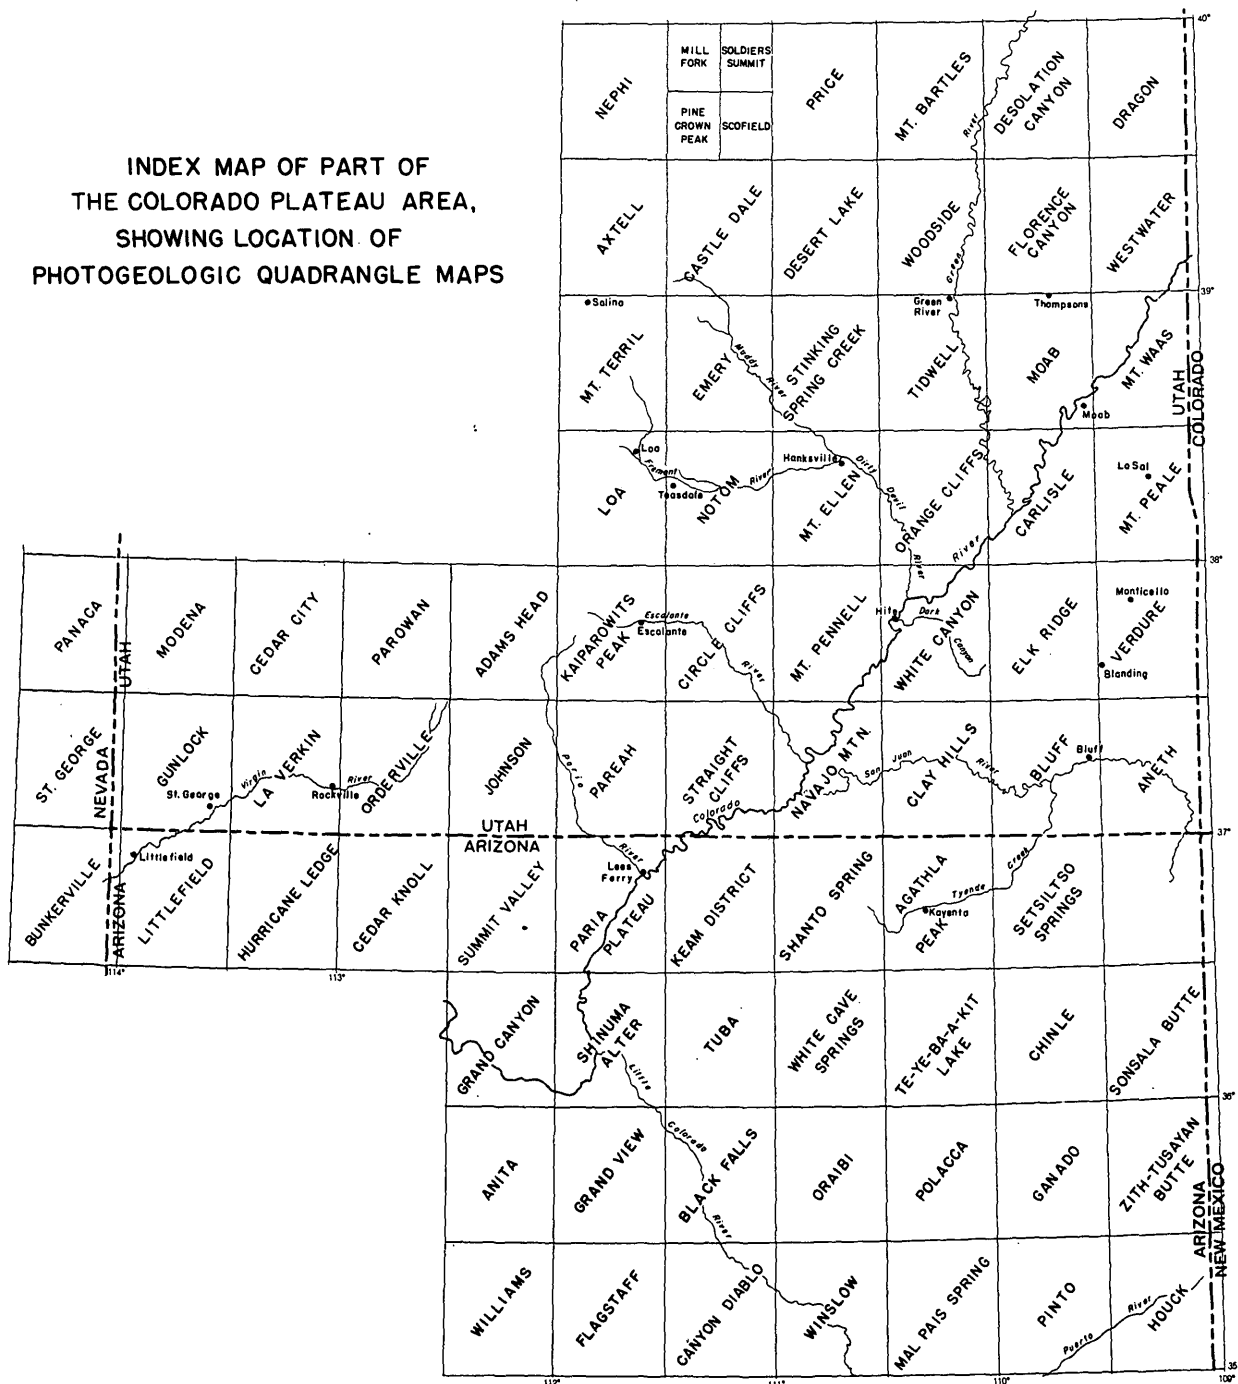 INDEX MAP OF PART OF
THE COLORADO PLATEAU AREA,
SHOWING LOCATION OF
PHOTOGEOLOGIC QUADRANGLE MAPS
40°
NEPHI
MILL
FORK
SOLDIERS
SUMMIT
PINE
CROWN
PEAK
SCOFIELD
PRICE
MT. BARTLES
River
DESOLATION
CANYON
DRAGON
AXTELL
CASTLE DALE
DESERT LAKE
WOODSIDE
Green
FLORENCE
CANYON
WESTWATER
39°
Salina
Green
River
Thompsons
MT. TERRIL
EMERY
Muddy
River
STINKING
SPRING CREEK
TIDWELL
MOAB
MT. WAAS
Moab
UTAH
COLORADO
Loa
LOA
Fremont
Teasdale
NOTOM
River
Hanksville
MT. ELLEN
Dirty
Devil
River
ORANGE CLIFFS
River
CARLISLE
LaSal
MT. PEALE
38°
PANACA
MODENA
UTAH
CEDAR CITY
PAROWAN
ADAMS HEAD
KAIPAROWITS
PEAK
Escalante
Escalante
CIRCLE CLIFFS
River
MT. PENNELL
Hite
Dark
Canyon
WHITE CANYON
ELK RIDGE
Monticello
VERDURE
Blanding
ST. GEORGE
NEVADA
GUNLOCK
St. George
Virgin
LA VERKIN
Rockville
River
ORDERVILLE
JOHNSON
Paria
PAREAH
STRAIGHT
CLIFFS
Colorado
NAVAJO MTN.
San Juan
River
CLAY HILLS
BLUFF
Bluff
ANETH
UTAH
ARIZONA
37°
BUNKERVILLE
ARIZONA
Littlefield
LITTLEFIELD
HURRICANE LEDGE
CEDAR KNOLL
SUMMIT VALLEY
River
Lees
Ferry
PARIA
PLATEAU
KEAM DISTRICT
SHANTO SPRING
AGATHLA
PEAK
Kayenta
Tyende
Creek
SETSILTSO
SPRINGS
114°
113°
GRAND CANYON
SHINUMA
ALTER
Little
TUBA
WHITE CAVE
SPRINGS
TE-YE-BA-A-KIT
LAKE
CHINLE
SONSALA BUTTE
36°
ANITA
GRAND VIEW
Colorado
BLACK FALLS
River
ORAIBI
POLACCA
GANADO
ZITH-TUSAYAN
BUTTE
ARIZONA
NEW MEXICO
WILLIAMS
FLAGSTAFF
CAÑYON DIABLO
WINSLOW
MAL PAIS SPRING
PINTO
Puerto
River
HOUCK
35
112°
111°
110°
109°